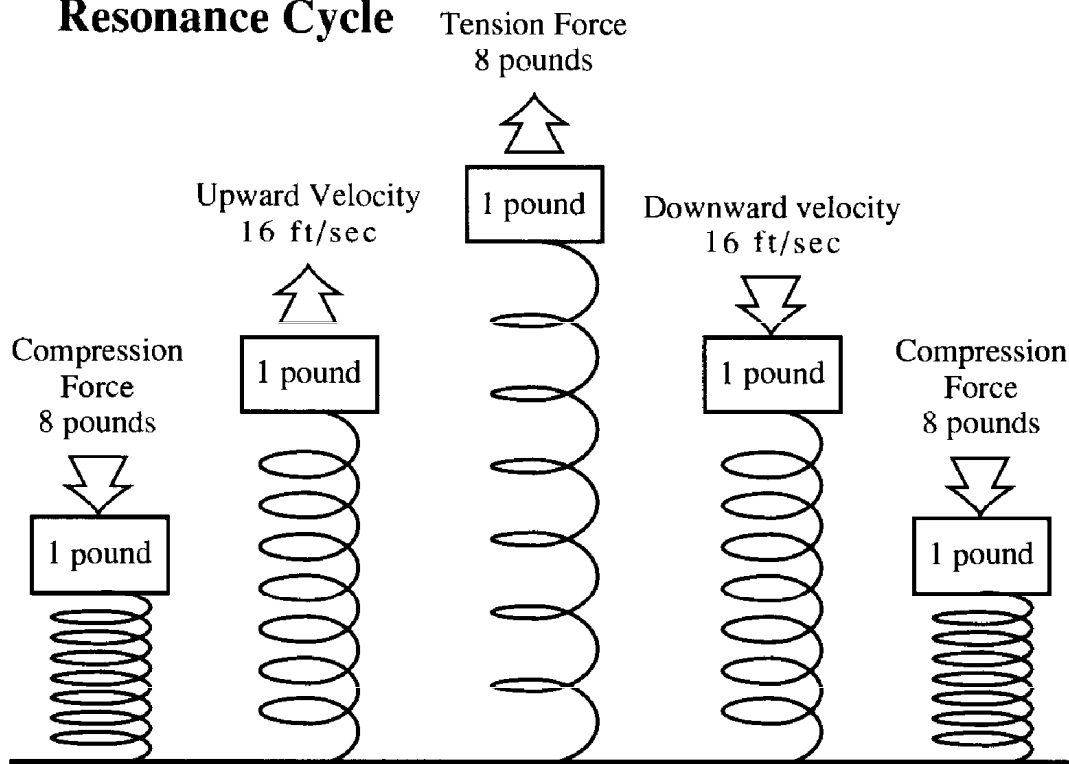 Resonance Cycle
Tension Force
8 pounds
1 pound
Upward Velocity
16 ft/sec
1 pound
Downward velocity
16 ft/sec
1 pound
Compression
Force
8 pounds
1 pound
Compression
Force
8 pounds
1 pound